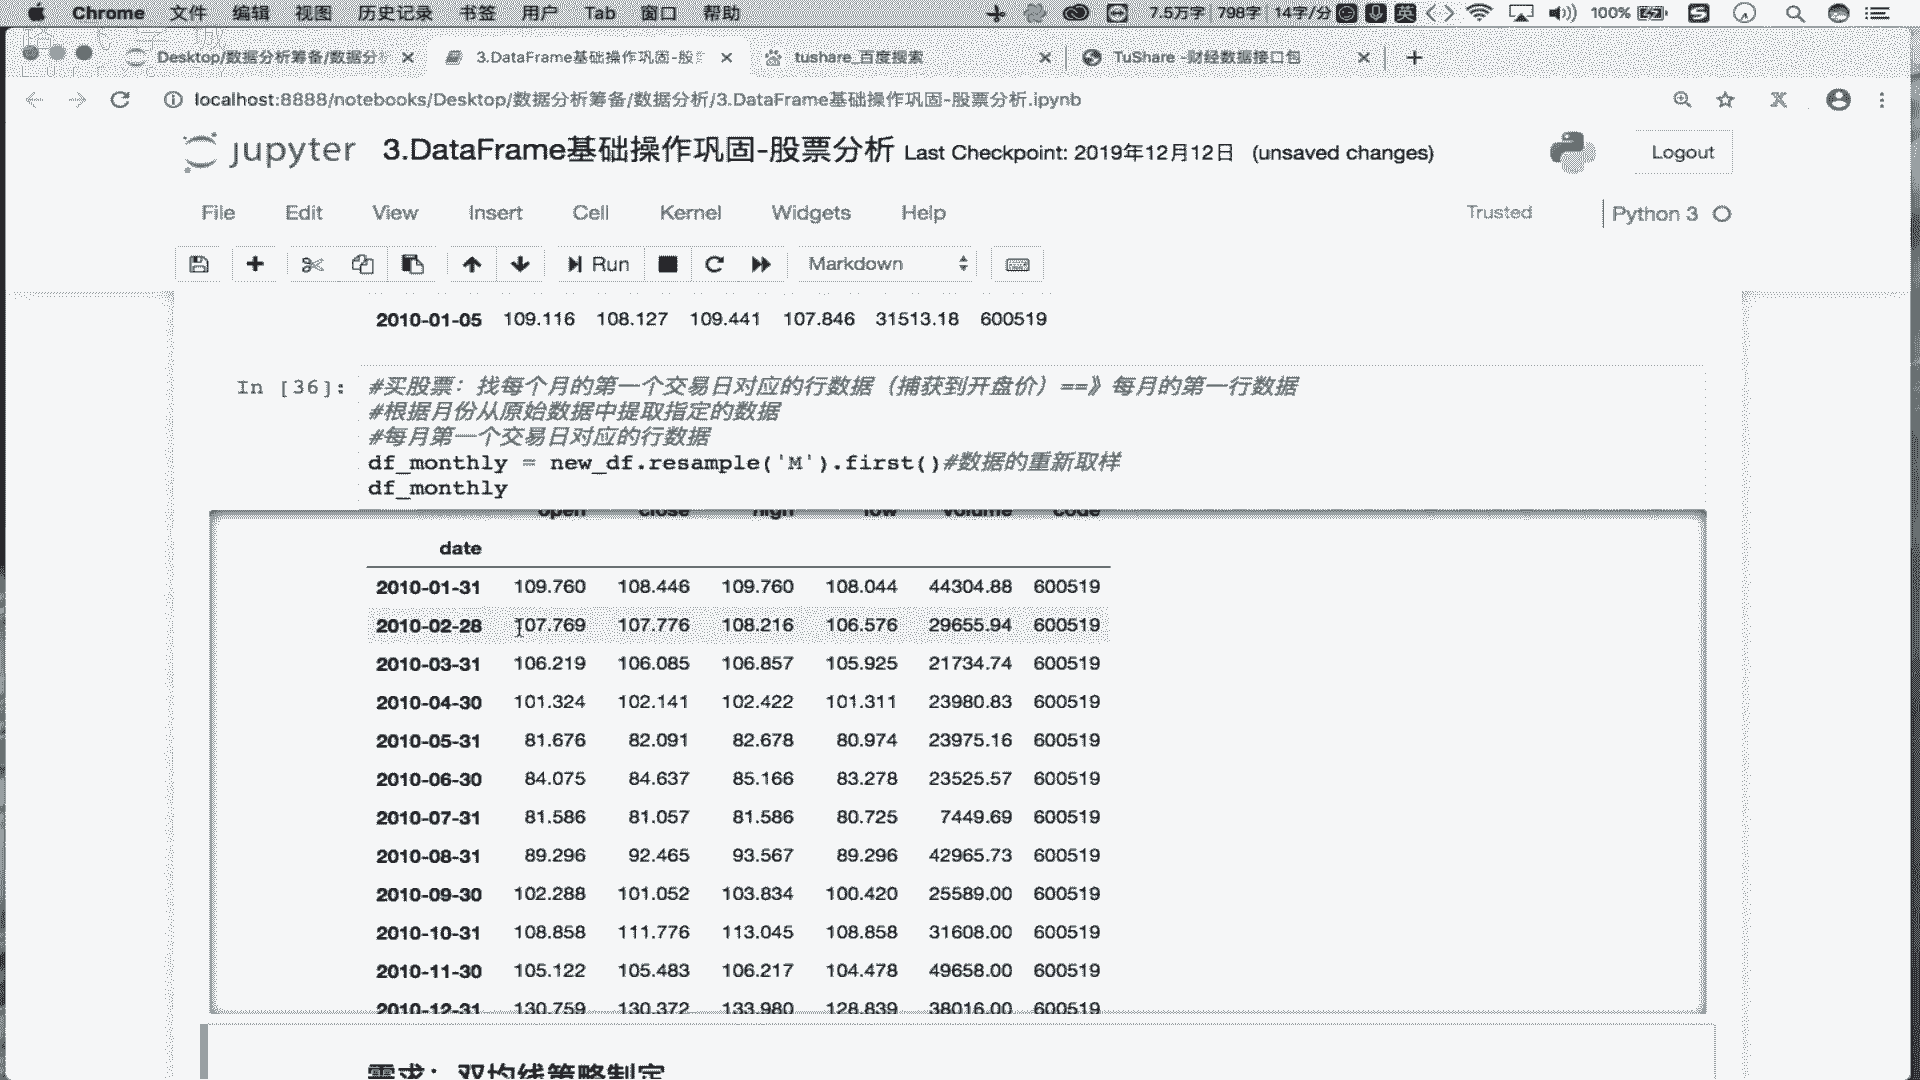 Chrome 文件 编辑 视图 历史记录 书签 用户 Tab 窗口 帮助 7.5万字 798字 14字/分 英 100%
Desktop/数据分析筹备/数据分 3.DataFrame基础操作巩固-股 tushare_百度搜索 TuShare -财经数据接口包
localhost:8888/notebooks/Desktop/数据分析筹备/数据分析/3.DataFrame基础操作巩固-股票分析.ipynb
jupyter 3.DataFrame基础操作巩固-股票分析 Last Checkpoint: 2019年12月12日 (unsaved changes) Logout
File Edit View Insert Cell Kernel Widgets Help Trusted Python 3
Run Markdown
2010-01-05 109.116 108.127 109.441 107.846 31513.18 600519
In [36]: #买股票：找每个月的第一个交易日对应的行数据（捕获到开盘价）==》每月的第一行数据
#根据月份从原始数据中提取指定的数据
#每月第一个交易日对应的行数据
df_monthly = new_df.resample('M').first()#数据的重新取样
df_monthly
open close high low volume code
date
2010-01-31 109.760 108.446 109.760 108.044 44304.88 600519
2010-02-28 107.769 107.776 108.216 106.576 29655.94 600519
2010-03-31 106.219 106.085 106.857 105.925 21734.74 600519
2010-04-30 101.324 102.141 102.422 101.311 23980.83 600519
2010-05-31 81.676 82.091 82.678 80.974 23975.16 600519
2010-06-30 84.075 84.637 85.166 83.278 23525.57 600519
2010-07-31 81.586 81.057 81.586 80.725 7449.69 600519
2010-08-31 89.296 92.465 93.567 89.296 42965.73 600519
2010-09-30 102.288 101.052 103.834 100.420 25589.00 600519
2010-10-31 108.858 111.776 113.045 108.858 31608.00 600519
2010-11-30 105.122 105.483 106.217 104.478 49658.00 600519
2010-12-31 130.759 130.372 133.980 128.839 38016.00 600519
需求：双均线策略制定